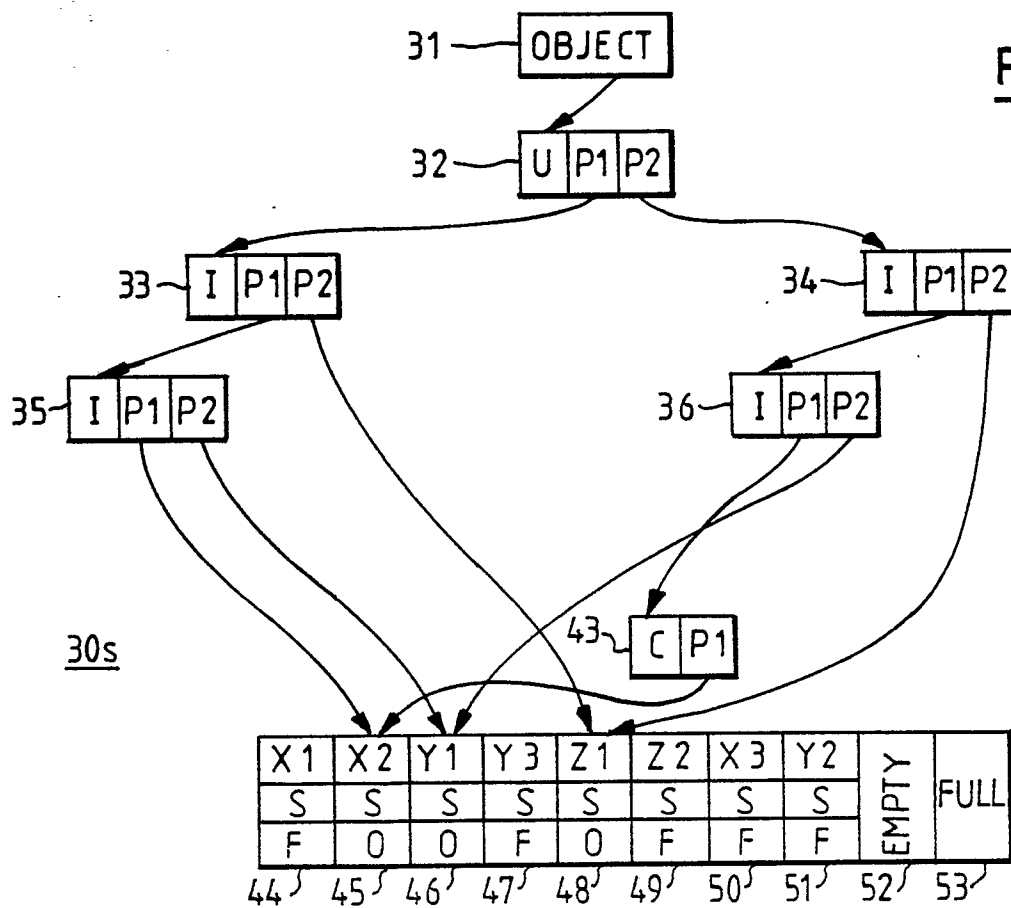 31 OBJECT
F
32 U P1 P2
33 I P1 P2
34 I P1 P2
35 I P1 P2
36 I P1 P2
43 C P1
30s
X1 X2 Y1 Y3 Z1 Z2 X3 Y2 EMPTY FULL
S S S S S S S S
F O O F O F F F
44 45 46 47 48 49 50 51 52 53